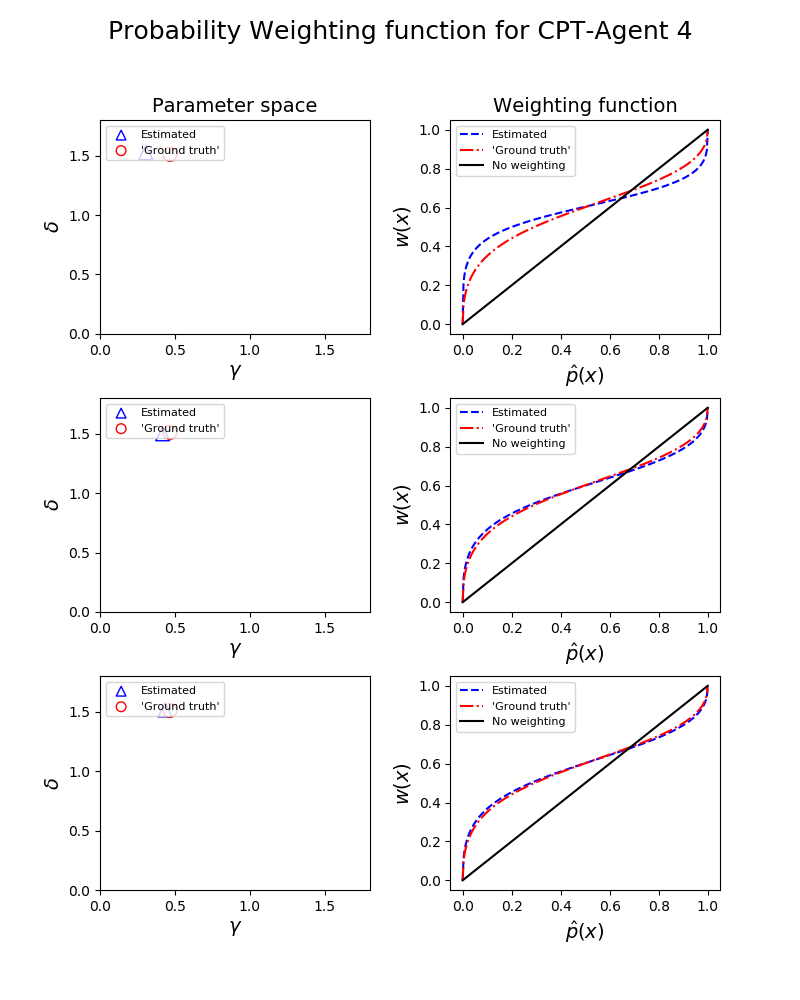 Probability Weighting function for CPT-Agent 4
Parameter space
Weighting function
Estimated
'Ground truth'
1.5
1.0
0.5
0.0
δ
0.0 0.5 1.0 1.5
γ
Estimated
'Ground truth'
No weighting
1.0
0.8
0.6
0.4
0.2
0.0
w(x)
0.0 0.2 0.4 0.6 0.8 1.0
p̂(x)
Estimated
'Ground truth'
1.5
1.0
0.5
0.0
δ
0.0 0.5 1.0 1.5
γ
Estimated
'Ground truth'
No weighting
1.0
0.8
0.6
0.4
0.2
0.0
w(x)
0.0 0.2 0.4 0.6 0.8 1.0
p̂(x)
Estimated
'Ground truth'
1.5
1.0
0.5
0.0
δ
0.0 0.5 1.0 1.5
γ
Estimated
'Ground truth'
No weighting
1.0
0.8
0.6
0.4
0.2
0.0
w(x)
0.0 0.2 0.4 0.6 0.8 1.0
p̂(x)